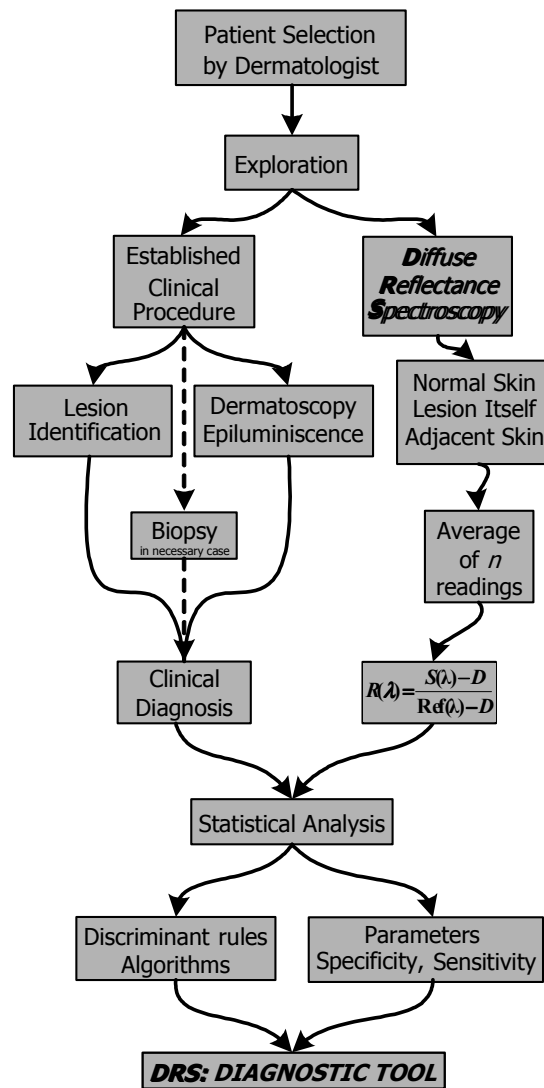 Patient Selection
by Dermatologist
Exploration
Established
Clinical
Procedure
Diffuse
Reflectance
Spectroscopy
Lesion
Identification
Dermatoscopy
Epiluminiscence
Normal Skin
Lesion Itself
Adjacent Skin
Biopsy
in necessary case
Average
of n
readings
Clinical
Diagnosis
R(λ)=S(λ)−D/Ref(λ)−D
Statistical Analysis
Discriminant rules
Algorithms
Parameters
Specificity, Sensitivity
DRS: DIAGNOSTIC TOOL